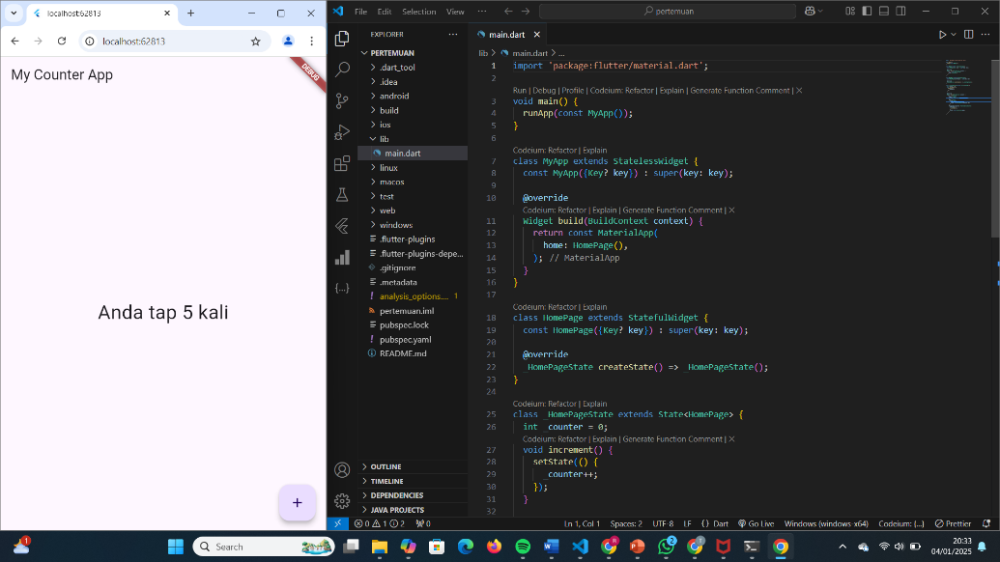 localhost:62813
localhost:62813
My Counter App
DEBUG
Anda tap 5 kali
+
File Edit Selection View ···
pertemuan
EXPLORER ···
PERTEMUAN
.dart_tool
.idea
android
build
ios
lib
main.dart
linux
macos
test
web
windows
.flutter-plugins
.flutter-plugins-depe...
.gitignore
.metadata
analysis_options.... 1
pertemuan.iml
pubspec.lock
pubspec.yaml
README.md
OUTLINE
TIMELINE
DEPENDENCIES
JAVA PROJECTS
main.dart
lib > main.dart > ...
1 import 'package:flutter/material.dart';
2
Run | Debug | Profile | Codeium: Refactor | Explain | Generate Function Comment | X
3 void main() {
4 runApp(const MyApp());
5 }
6
Codeium: Refactor | Explain
7 class MyApp extends StatelessWidget {
8 const MyApp({Key? key}) : super(key: key);
9
10 @override
Codeium: Refactor | Explain | Generate Function Comment | X
11 Widget build(BuildContext context) {
12 return const MaterialApp(
13 home: HomePage(),
14 ); // MaterialApp
15 }
16 }
17
Codeium: Refactor | Explain
18 class HomePage extends StatefulWidget {
19 const HomePage({Key? key}) : super(key: key);
20
21 @override
22 _HomePageState createState() => _HomePageState();
23 }
24
Codeium: Refactor | Explain
25 class _HomePageState extends State<HomePage> {
26 int _counter = 0;
Codeium: Refactor | Explain | Generate Function Comment | X
27 void increment() {
28 setState(() {
29 _counter++;
30 });
31 }
32
0 1 2 0 Ln 1, Col 1 Spaces: 2 UTF-8 LF {} Dart Go Live Windows (windows-x64) Codeium: {...} Prettier
1
Search
20:33
04/01/2025